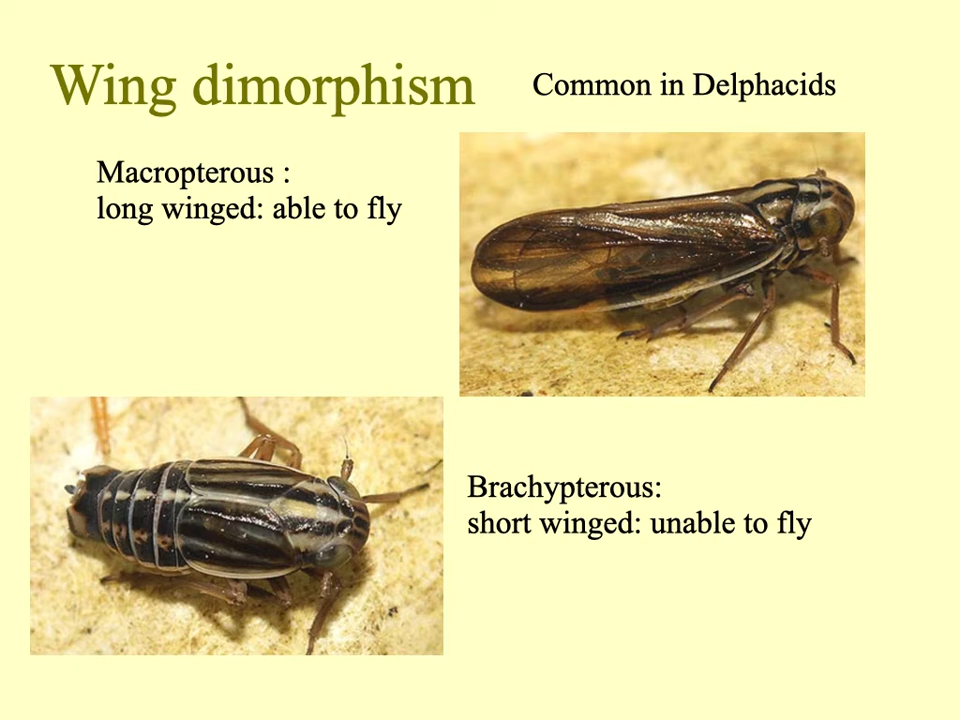 Wing dimorphism
Common in Delphacids
Macropterous :
long winged: able to fly
Brachypterous:
short winged: unable to fly